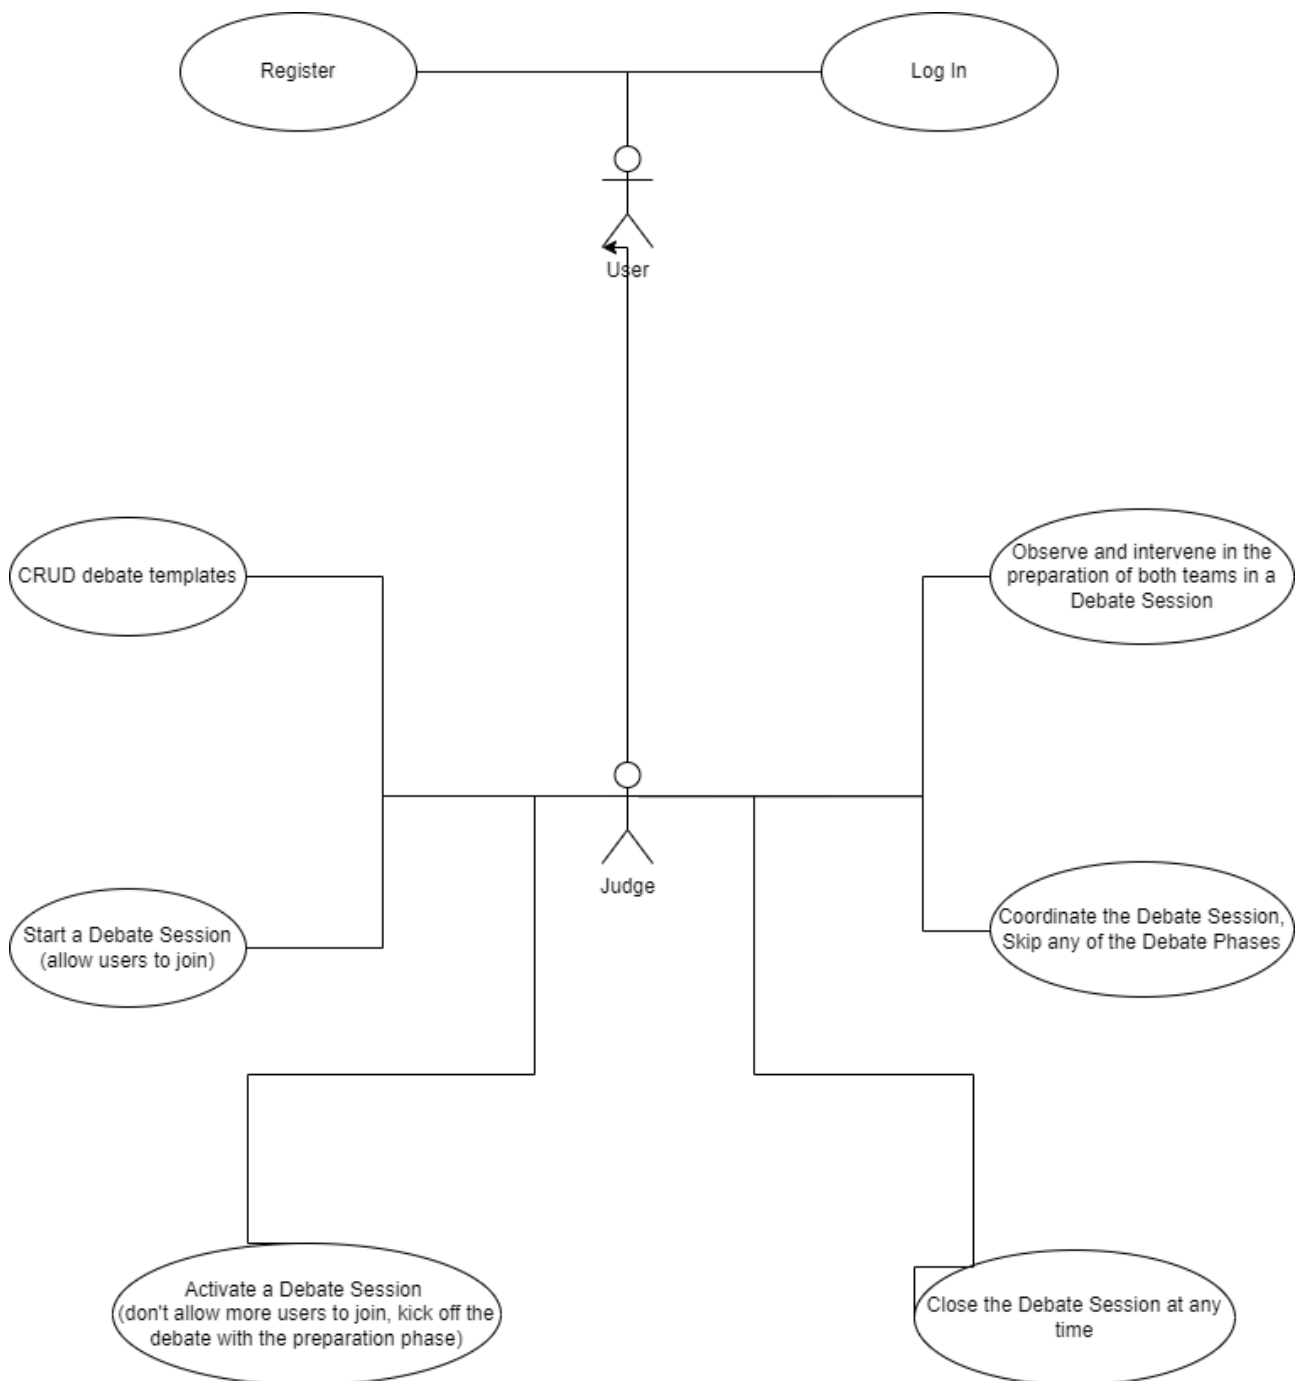 Register
Log In
User
CRUD debate templates
Observe and intervene in the
preparation of both teams in a
Debate Session
Judge
Start a Debate Session
(allow users to join)
Coordinate the Debate Session,
Skip any of the Debate Phases
Activate a Debate Session
(don't allow more users to join, kick off the
debate with the preparation phase)
Close the Debate Session at any
time